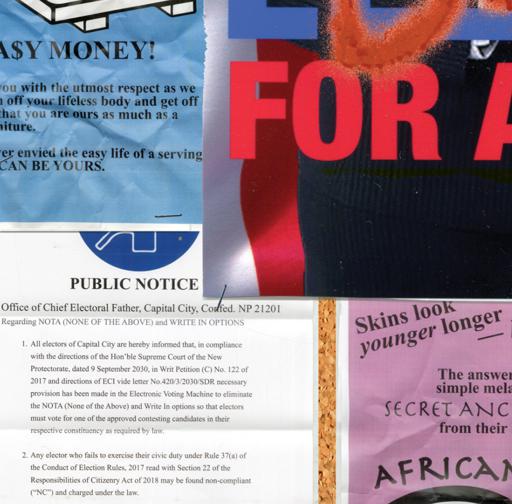 A$Y MONEY!
ou with the utmost respect as we
off your lifeless body and get off
that you are ours as much as a
niture.
er envied the easy life of a serving
CAN BE YOURS.
FOR A
PUBLIC NOTICE
Office of Chief Electoral Father, Capital City, Confed. NP 21201
Regarding NOTA (NONE OF THE ABOVE) and WRITE IN OPTIONS
1. All electors of Capital City are hereby informed that, in compliance
with the directions of the Hon'ble Supreme Court of the New
Protectorate, dated 9 September 2030, in Writ Petition (C) No. 122 of
2017 and directions of ECI vide letter No.420/3/2030/SDR necessary
provision has been made in the Electronic Voting Machine to eliminate
the NOTA (None of the Above) and Write In options so that electors
must vote for one of the approved contesting candidates in their
respective constituency as required by law.
2. Any elector who fails to exercise their civic duty under Rule 37(a) of
the Conduct of Election Rules, 2017 read with Section 22 of the
Responsibilities of Citizenry Act of 2018 may be found non-compliant
("NC") and charged under the law.
Skins look
younger longer
The answer
simple mela
SECRET ANC
from their
AFRICAN